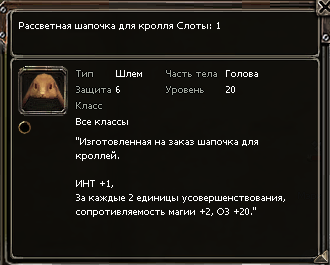 Рассветная шапочка для кролля Слоты: 1
Тип Шлем Часть тела Голова
Защита 6 Уровень 20
Класс
Все классы
"Изготовленная на заказ шапочка для
кроллей.
ИНТ +1,
За каждые 2 единицы усовершенствования,
сопротивляемость магии +2, ОЗ +20."